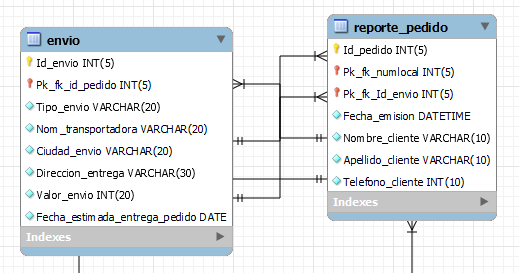 envio
Id_envio INT(5)
Pk_fk_id_pedido INT(5)
Tipo_envio VARCHAR(20)
Nom_transportadora VARCHAR(20)
Ciudad_envio VARCHAR(20)
Direccion_entrega VARCHAR(30)
Valor_envio INT(20)
Fecha_estimada_entrega_pedido DATE
Indexes
reporte_pedido
Id_pedido INT(5)
Pk_fk_numlocal INT(5)
Pk_fk_Id_envio INT(5)
Fecha_emision DATETIME
Nombre_cliente VARCHAR(10)
Apellido_cliente VARCHAR(10)
Telefono_cliente INT(10)
Indexes